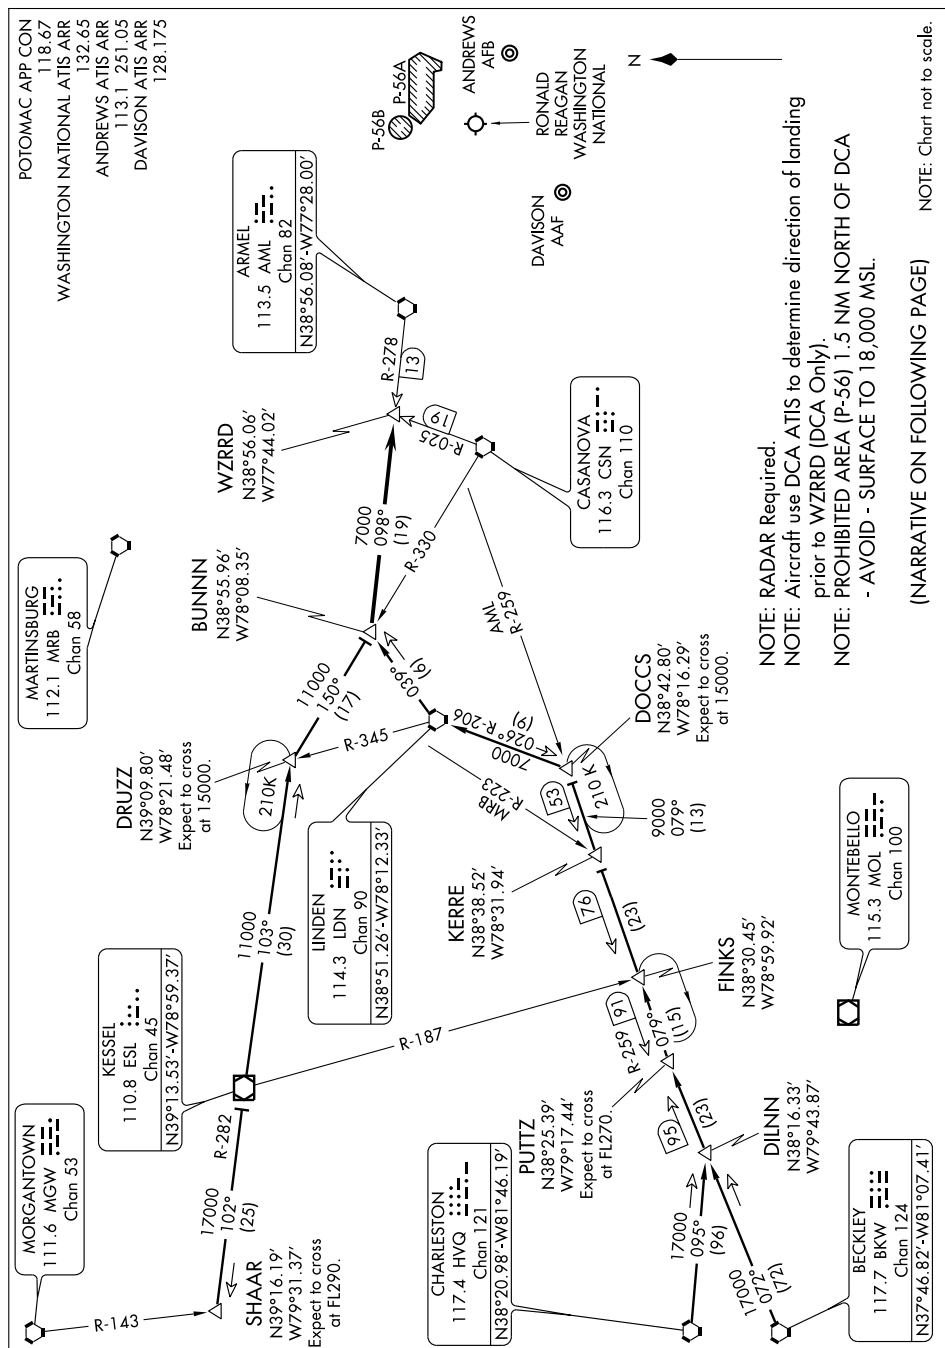 POTOMAC APP CON
118.67
WASHINGTON NATIONAL ATIS ARR
132.65
ANDREWS ATIS ARR
113.1 251.05
DAVISON ATIS ARR
128.175
MORGANTOWN
111.6 MGW
Chan 53
R-143
SHAAR
N39°16.19′
W79°31.37′
Expect to cross
at FL290.
17000
102°
(25)
R-282
KESSEL
110.8 ESL
Chan 45
N39°13.53′-W78°59.37′
R-187
11000
103°
(30)
DRUZZ
N39°09.80′
W78°21.48′
Expect to cross
at 15000.
210K
R-345
11000
150°
(17)
MARTINSBURG
112.1 MRB
Chan 58
BUNNN
N38°55.96′
W78°08.35′
7000
098°
(19)
WZRRD
N38°56.06′
W77°44.02′
ARMEL
113.5 AML
Chan 82
N38°56.08′-W77°28.00′
R-278
13
R-025
19
R-330
CASANOVA
116.3 CSN
Chan 110
LINDEN
114.3 LDN
Chan 90
N38°51.26′-W78°12.33′
039°
(6)
7000
026°
R-206
(9)
AML
R-259
MRB
R-223
DOCCS
N38°42.80′
W78°16.29′
Expect to cross
at 15000.
210 K
53
9000
079°
(13)
KERRE
N38°38.52′
W78°31.94′
76
(23)
FINKS
N38°30.45′
W78°59.92′
R-259
91
079°
(15)
PUTTZ
N38°25.39′
W79°17.44′
Expect to cross
at FL270.
95
(23)
DILNN
N38°16.33′
W79°43.87′
CHARLESTON
117.4 HVQ
Chan 121
N38°20.98′-W81°46.19′
17000
095°
(96)
17000
072°
(72)
BECKLEY
117.7 BKW
Chan 124
N37°46.82′-W81°07.41′
MONTEBELLO
115.3 MOL
Chan 100
P-56B
P-56A
ANDREWS
AFB
RONALD
REAGAN
WASHINGTON
NATIONAL
DAVISON
AAF
N
NOTE: RADAR Required.
NOTE: Aircraft use DCA ATIS to determine direction of landing
prior to WZRRD (DCA Only).
NOTE: PROHIBITED AREA (P-56) 1.5 NM NORTH OF DCA
- AVOID - SURFACE TO 18,000 MSL.
(NARRATIVE ON FOLLOWING PAGE)
NOTE: Chart not to scale.